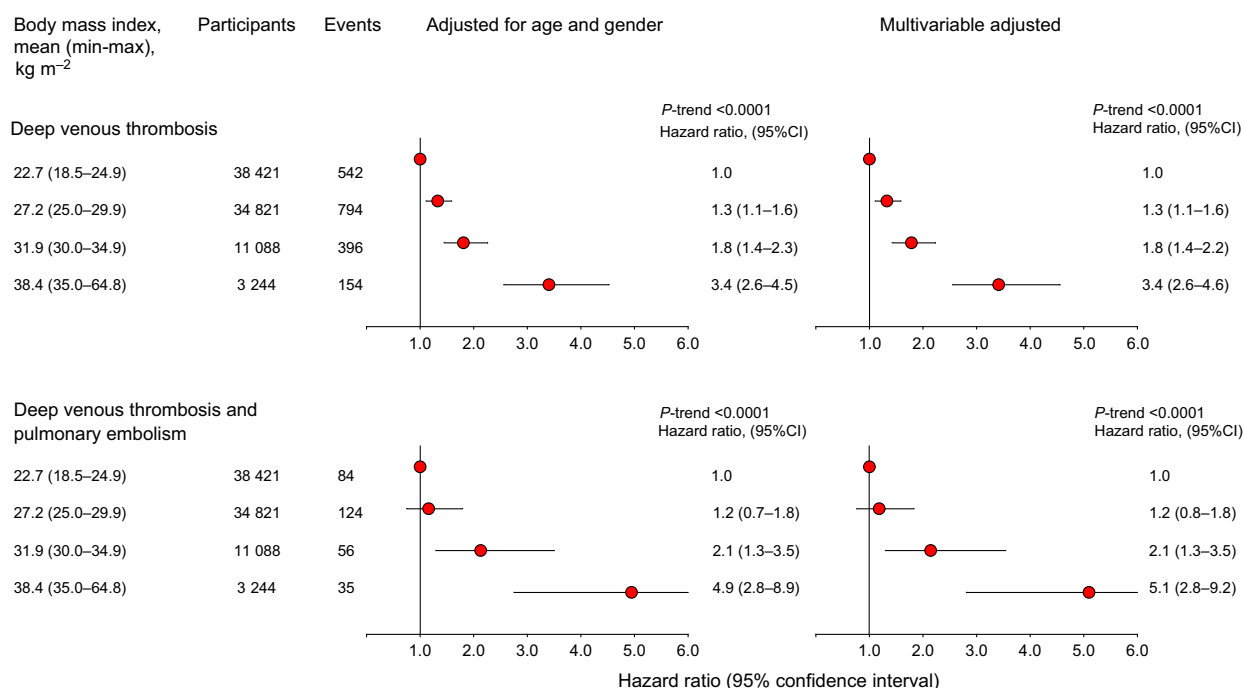 Body mass index, Participants Events Adjusted for age and gender Multivariable adjusted
mean (min-max),
kg m–2
P-trend <0.0001 P-trend <0.0001
Deep venous thrombosis Hazard ratio, (95%CI) Hazard ratio, (95%CI)
22.7 (18.5–24.9) 38 421 542 1.0 1.0
27.2 (25.0–29.9) 34 821 794 1.3 (1.1–1.6) 1.3 (1.1–1.6)
31.9 (30.0–34.9) 11 088 396 1.8 (1.4–2.3) 1.8 (1.4–2.2)
38.4 (35.0–64.8) 3 244 154 3.4 (2.6–4.5) 3.4 (2.6–4.6)
1.0 2.0 3.0 4.0 5.0 6.0 1.0 2.0 3.0 4.0 5.0 6.0
Deep venous thrombosis and P-trend <0.0001 P-trend <0.0001
pulmonary embolism Hazard ratio, (95%CI) Hazard ratio, (95%CI)
22.7 (18.5–24.9) 38 421 84 1.0 1.0
27.2 (25.0–29.9) 34 821 124 1.2 (0.7–1.8) 1.2 (0.8–1.8)
31.9 (30.0–34.9) 11 088 56 2.1 (1.3–3.5) 2.1 (1.3–3.5)
38.4 (35.0–64.8) 3 244 35 4.9 (2.8–8.9) 5.1 (2.8–9.2)
1.0 2.0 3.0 4.0 5.0 6.0 1.0 2.0 3.0 4.0 5.0 6.0
Hazard ratio (95% confidence interval)